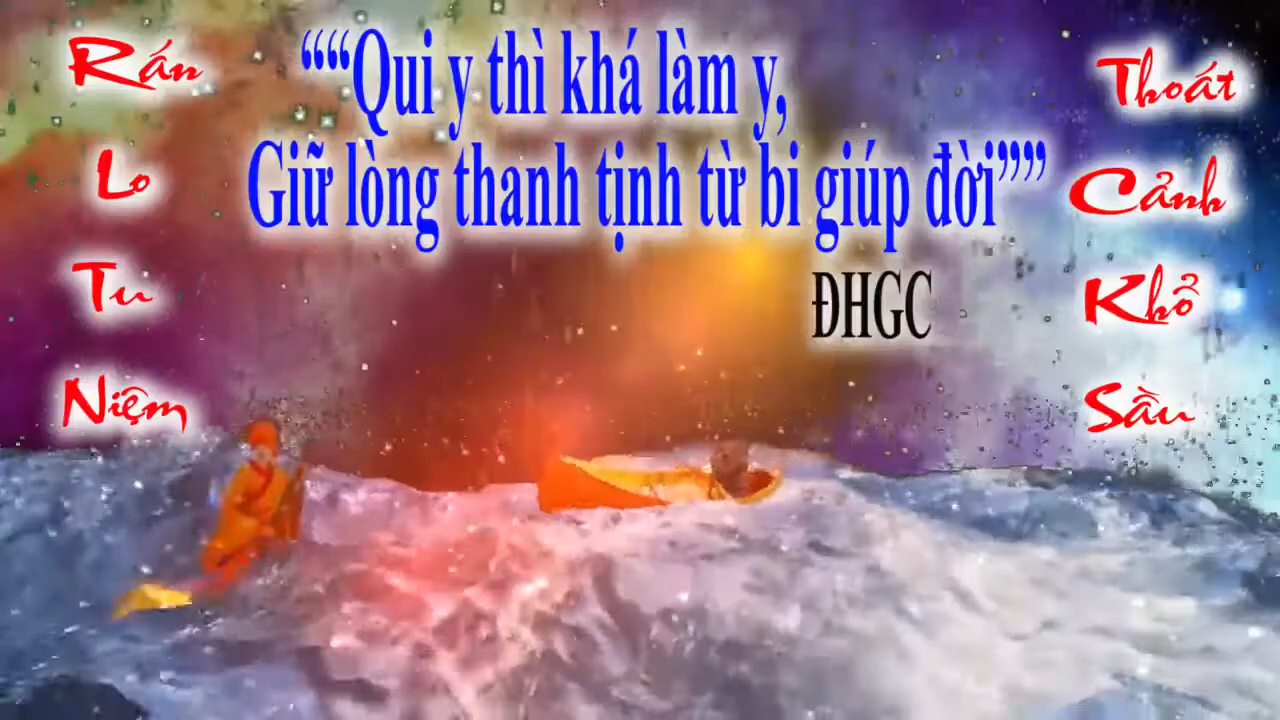 ““Qui y thì khá làm y,
Giữ lòng thanh tịnh từ bi giúp đời””
ĐHGC
Rán
Lo
Tu
Niệm
Thoát
Cảnh
Khổ
Sầu